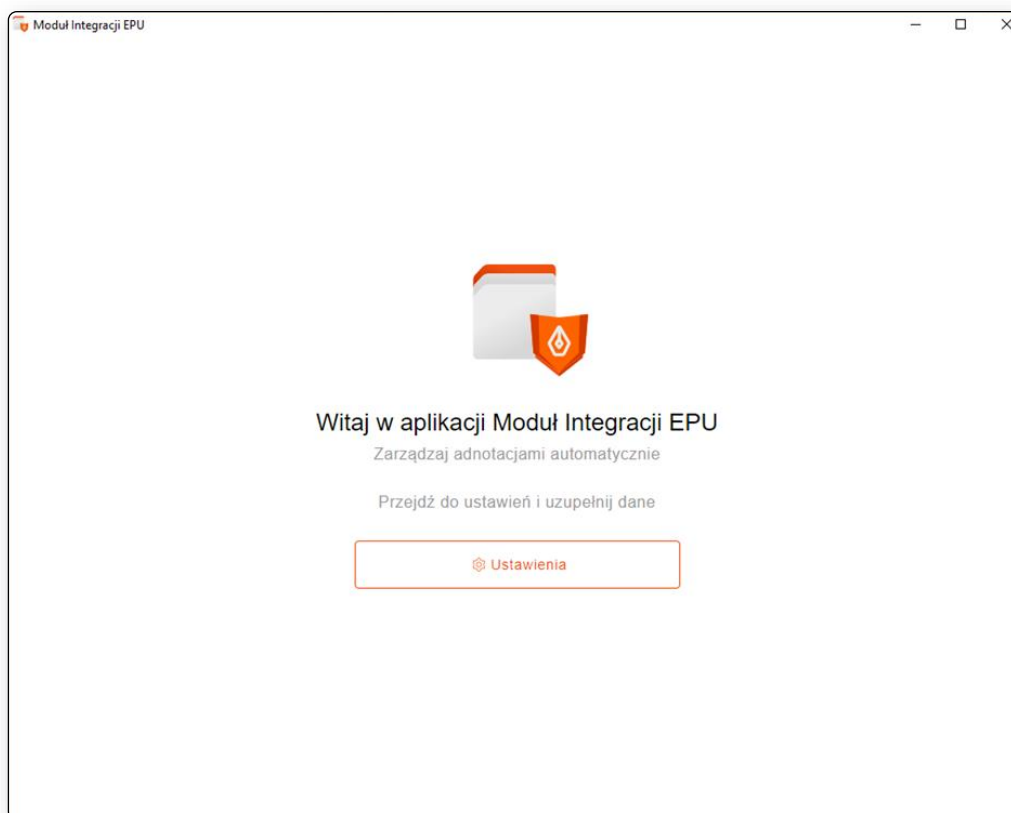 Moduł Integracji EPU
Witaj w aplikacji Moduł Integracji EPU
Zarządzaj adnotacjami automatycznie
Przejdź do ustawień i uzupełnij dane
Ustawienia